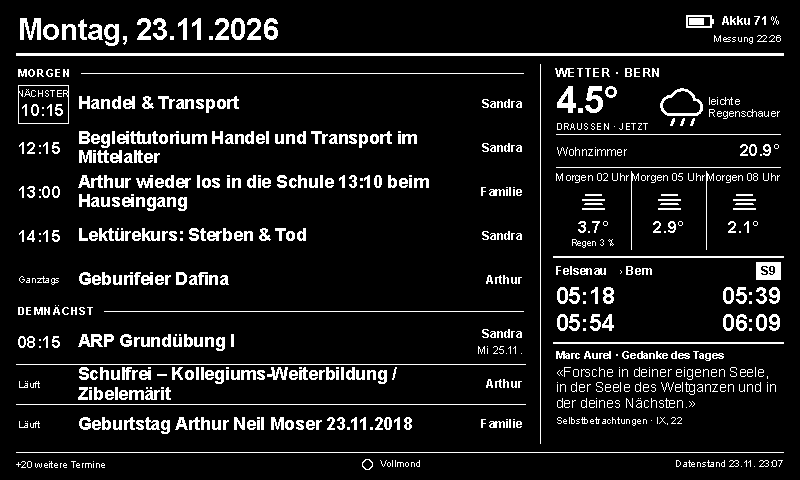 Montag, 23.11.2026
Akku 71 %
Messung 22:26
MORGEN
NÄCHSTER
10:15 Handel & Transport Sandra
12:15 Begleittutorium Handel und Transport im
Mittelalter Sandra
13:00 Arthur wieder los in die Schule 13:10 beim
Hauseingang Familie
14:15 Lektürekurs: Sterben & Tod Sandra
Ganztags Geburifeier Dafina Arthur
DEMNÄCHST
08:15 ARP Grundübung I Sandra
Mi 25.11.
Läuft Schulfrei – Kollegiums-Weiterbildung /
Zibelemärit Arthur
Läuft Geburtstag Arthur Neil Moser 23.11.2018 Familie
WETTER · BERN
4.5°
leichte
Regenschauer
DRAUSSEN · JETZT
Wohnzimmer 20.9°
Morgen 02 Uhr Morgen 05 Uhr Morgen 08 Uhr
3.7° 2.9° 2.1°
Regen 3 %
Felsenau › Bern S9
05:18 05:39
05:54 06:09
Marc Aurel · Gedanke des Tages
«Forsche in deiner eigenen Seele,
in der Seele des Weltganzen und in
der deines Nächsten.»
Selbstbetrachtungen · IX, 22
+20 weitere Termine Vollmond Datenstand 23.11. 23:07